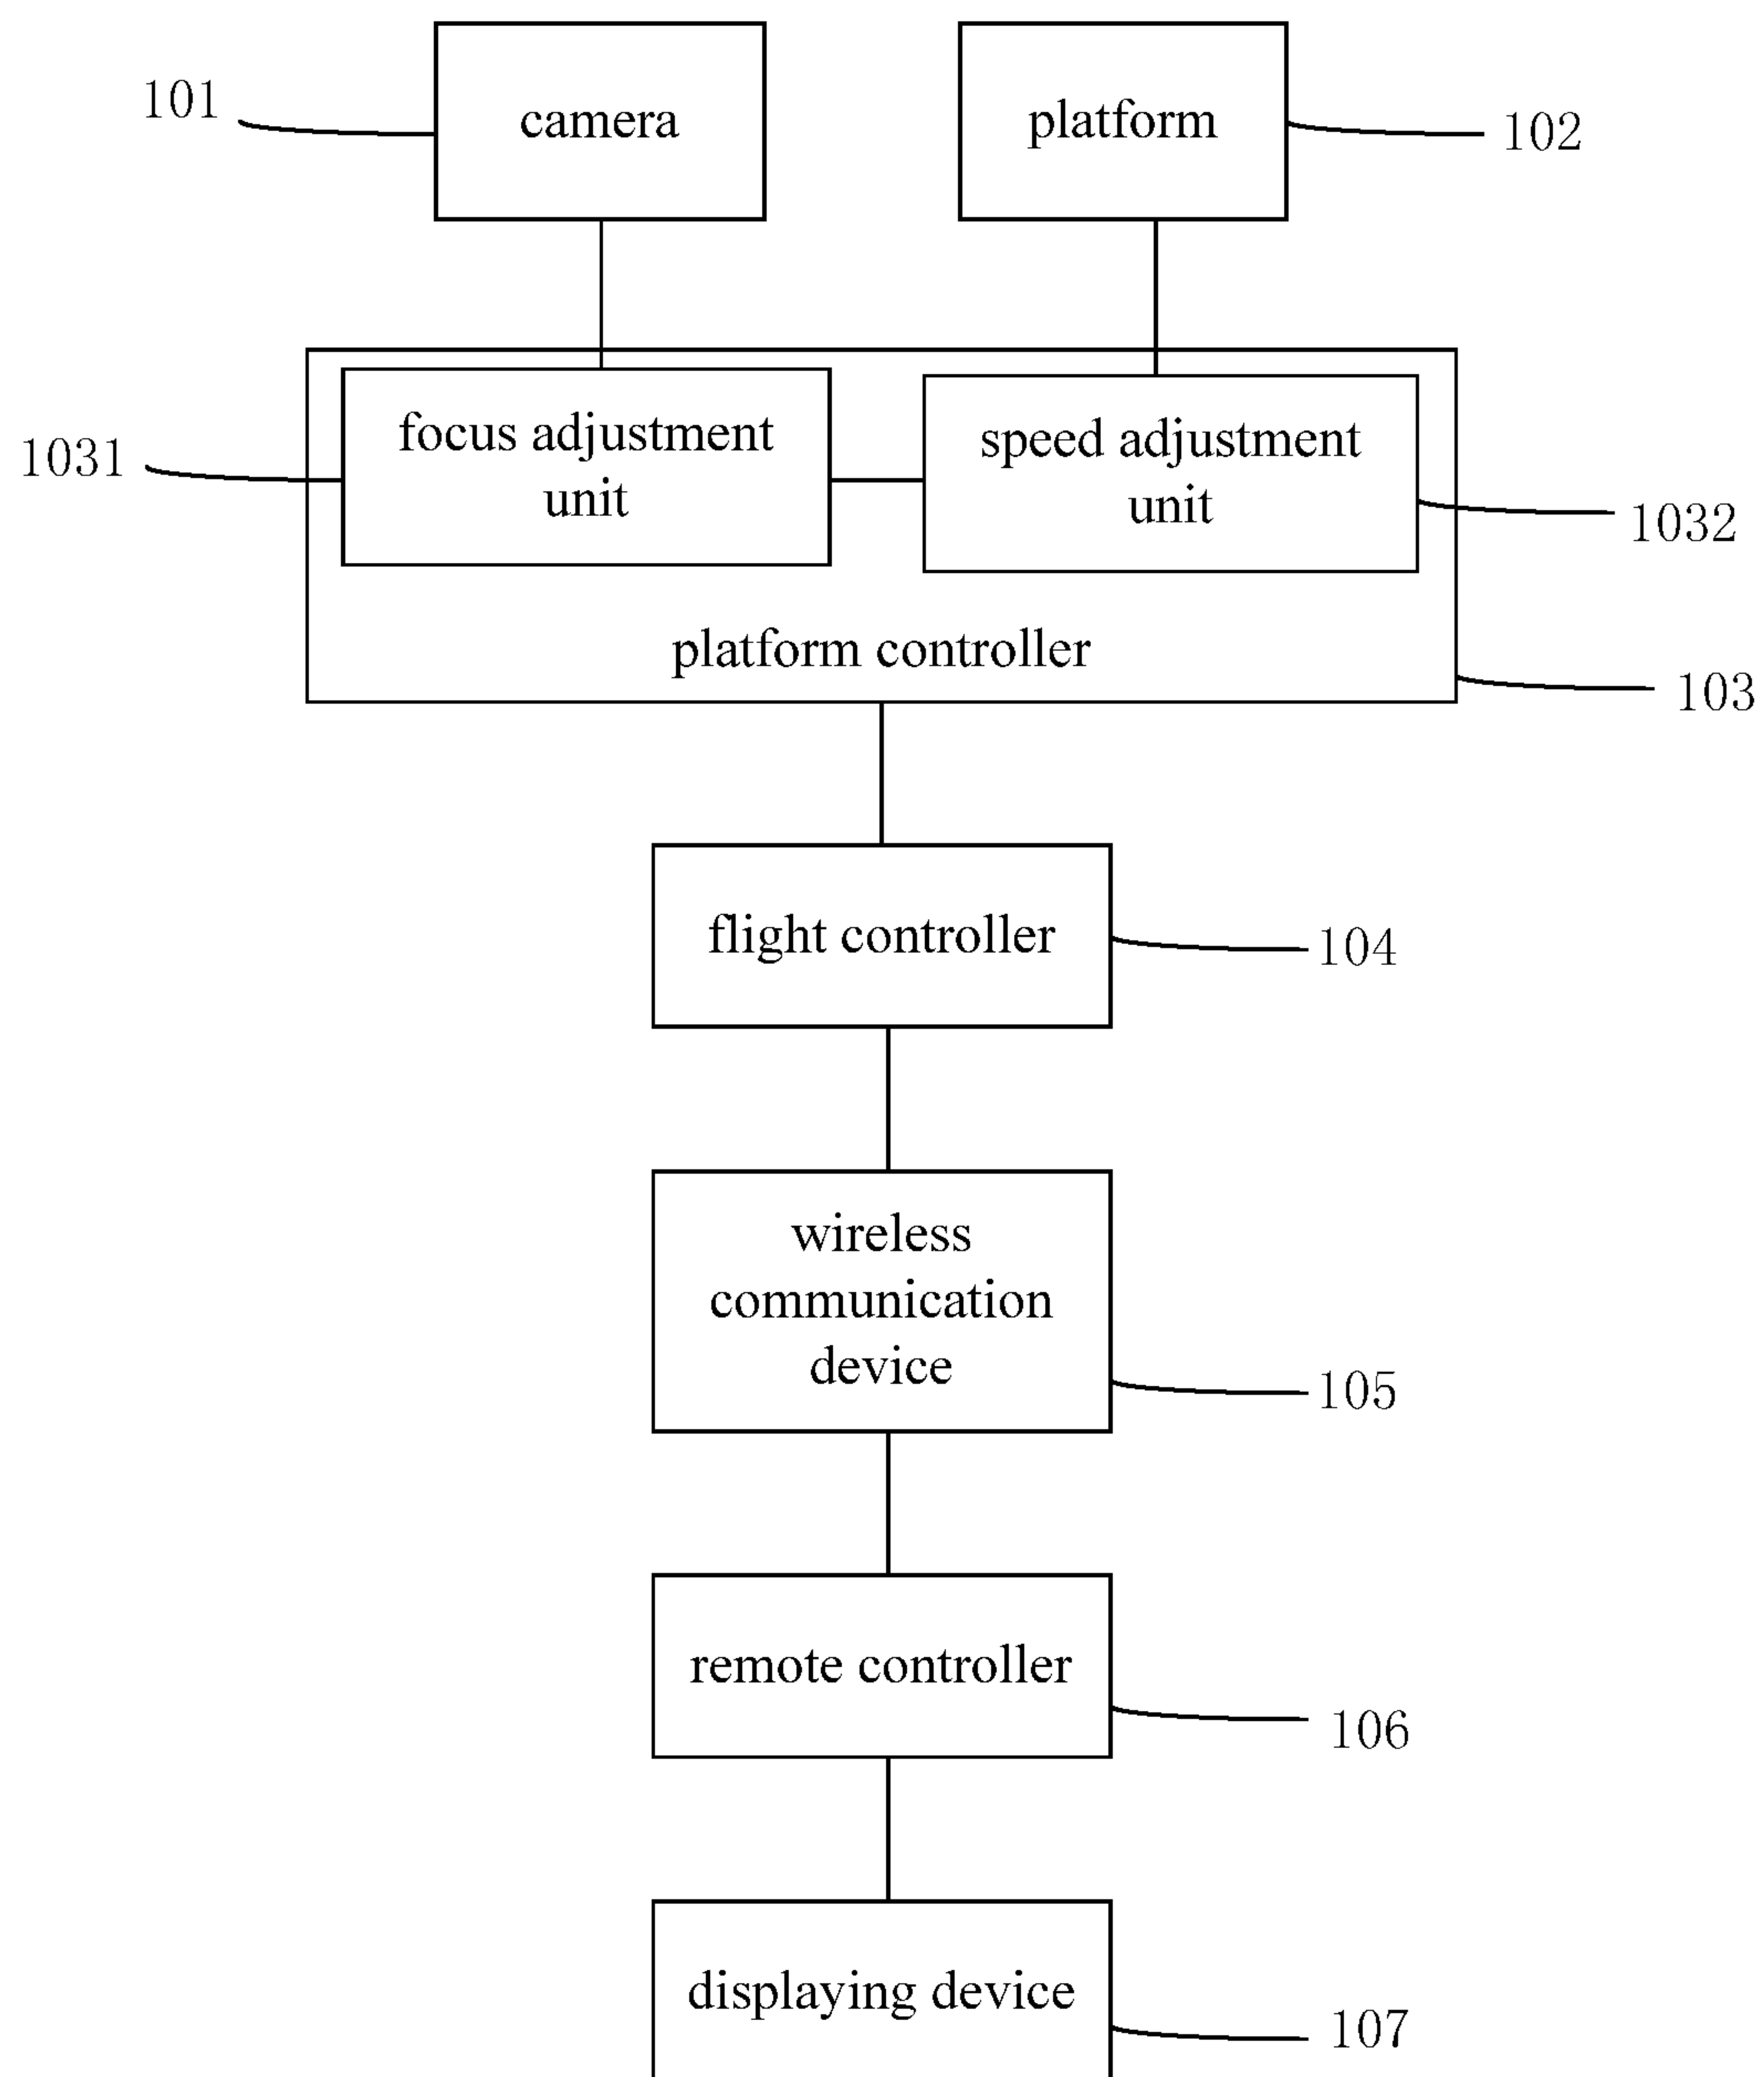 101
camera
platform
102
1031
focus adjustment
unit
speed adjustment
unit
1032
platform controller
103
flight controller
104
wireless
communication
device
105
remote controller
106
displaying device
107